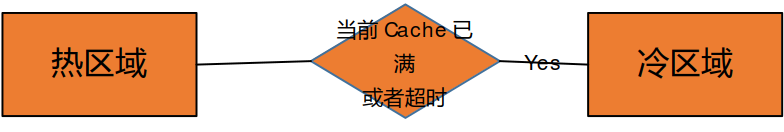 热区域
当前 Cache 已
满
或者超时
Yes
冷区域